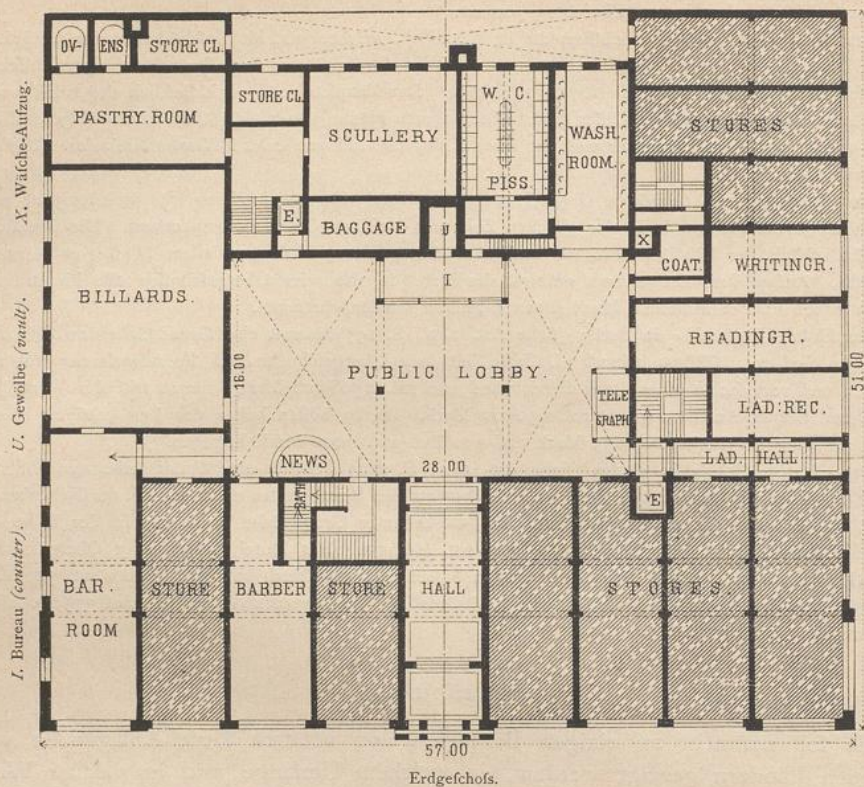 OV-
ENS
STORE CL.
PASTRY.ROOM
STORE CL.
SCULLERY
W. C.
PISS.
WASH.
ROOM.
STORES
E.
BAGGAGE
U
I
X
COAT.
WRITINGR.
BILLARDS.
READINGR.
16.00
PUBLIC LOBBY.
TELE
GRAPH
LAD:REC.
51.00
NEWS
28.00
LAD. HALL
BATH
E
BAR.
ROOM
STORE
BARBER
STORE
HALL
STORES.
57.00
Erdgeſchoſs.
X. Wäſche-Aufzug.
U. Gewölbe (vault).
I. Bureau (counter).